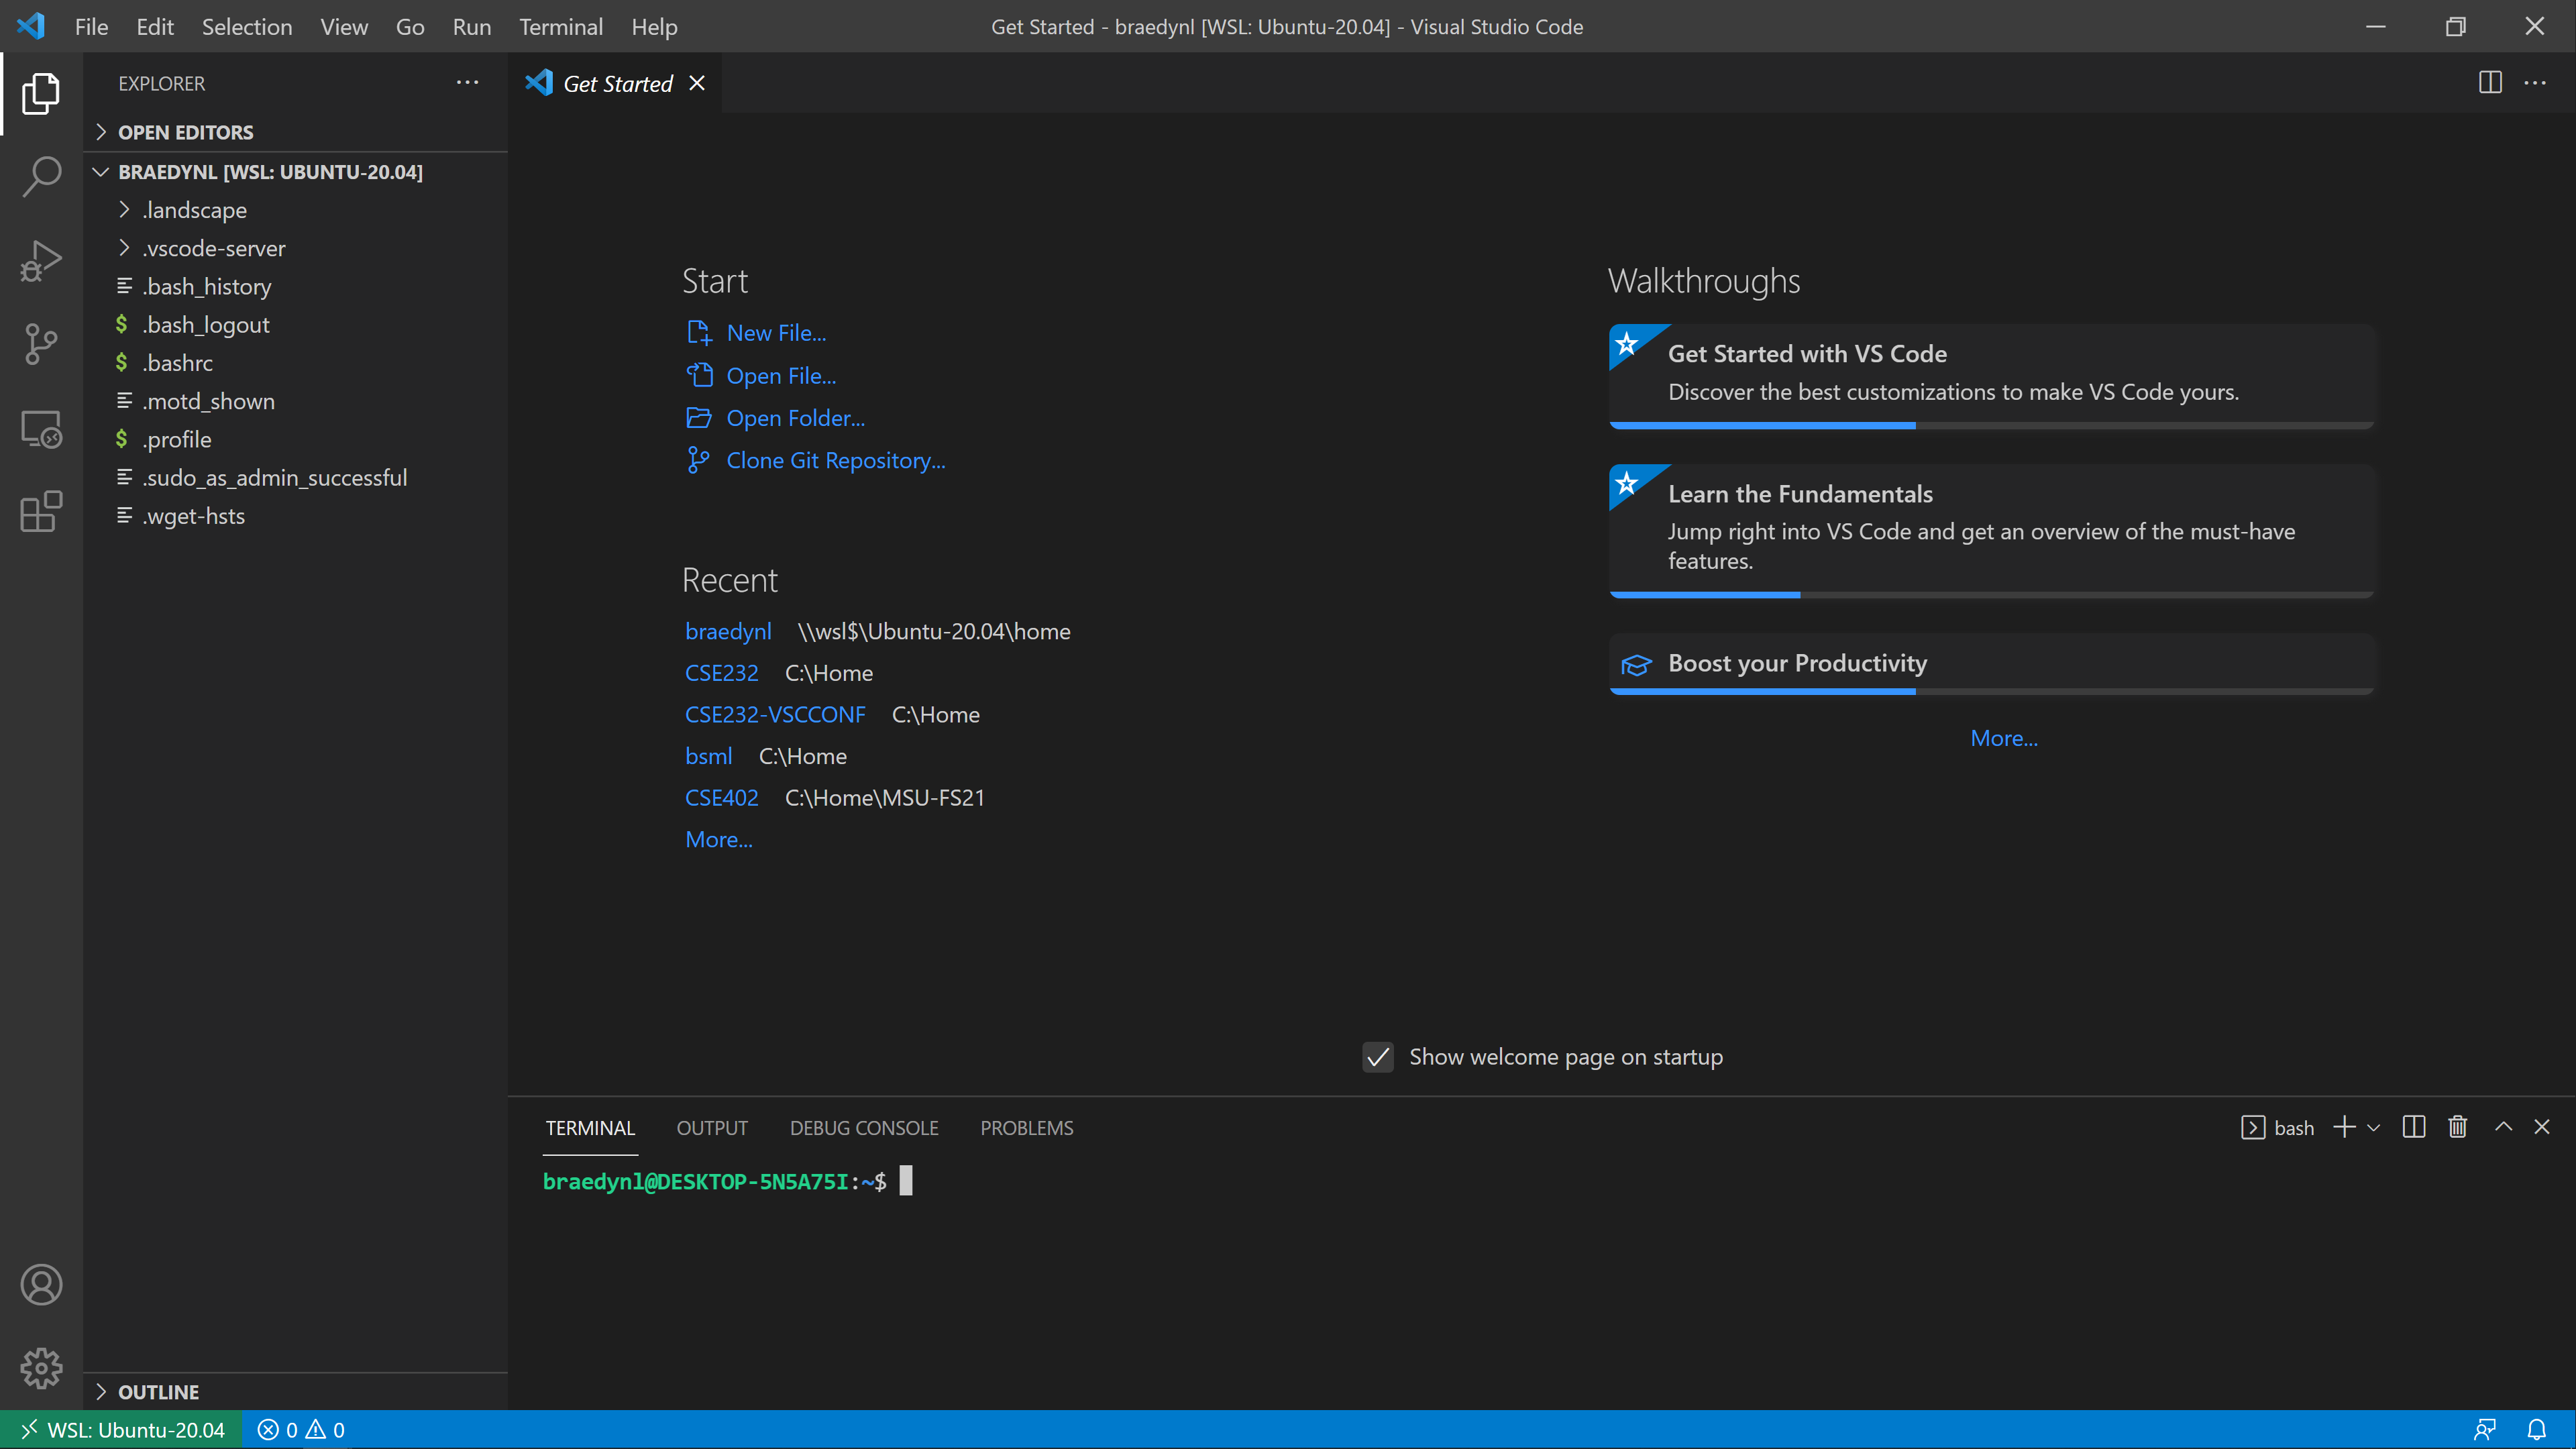 File Edit Selection View Go Run Terminal Help
Get Started - braedynl [WSL: Ubuntu-20.04] - Visual Studio Code
EXPLORER
OPEN EDITORS
BRAEDYNL [WSL: UBUNTU-20.04]
.landscape
.vscode-server
.bash_history
.bash_logout
.bashrc
.motd_shown
.profile
.sudo_as_admin_successful
.wget-hsts
OUTLINE
Get Started
Start
New File...
Open File...
Open Folder...
Clone Git Repository...
Recent
braedynl \\wsl$\Ubuntu-20.04\home
CSE232 C:\Home
CSE232-VSCCONF C:\Home
bsml C:\Home
CSE402 C:\Home\MSU-FS21
More...
Walkthroughs
Get Started with VS Code
Discover the best customizations to make VS Code yours.
Learn the Fundamentals
Jump right into VS Code and get an overview of the must-have
features.
Boost your Productivity
More...
Show welcome page on startup
TERMINAL OUTPUT DEBUG CONSOLE PROBLEMS
bash
braedynl@DESKTOP-5N5A75I:~$
WSL: Ubuntu-20.04 0 0